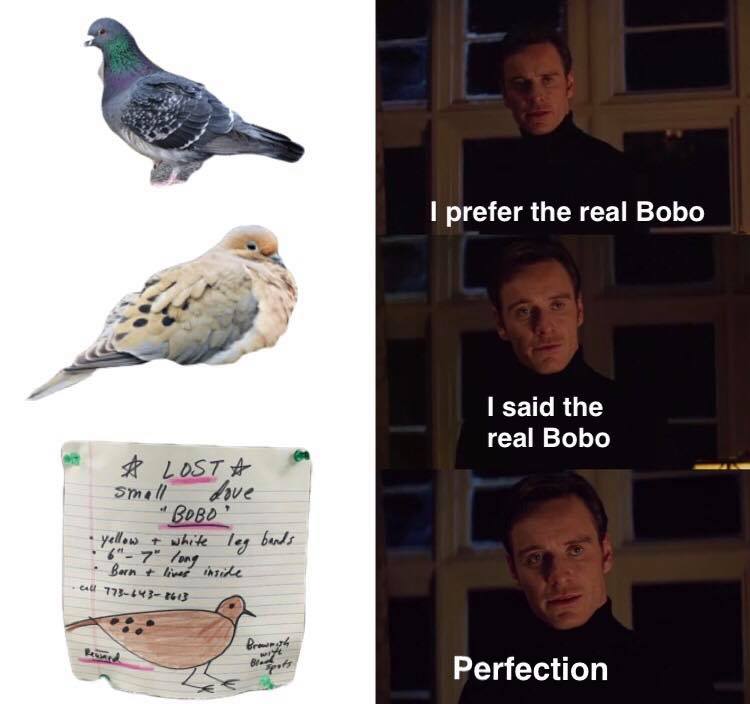 I prefer the real Bobo
I said the
real Bobo
☆ LOST ☆
small dove
"BOBO"
• yellow + white leg bands
• 6"- 7" long
• Born + lives inside
• call 773-643-8613
Reward
Brownish
with
Black
spots
Perfection